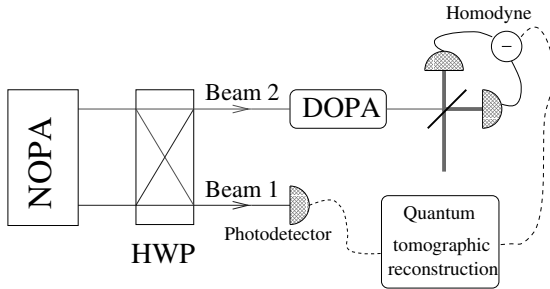 Homodyne
−
NOPA
Beam 2
DOPA
Beam 1
Photodetector
HWP
Quantum
tomographic
reconstruction